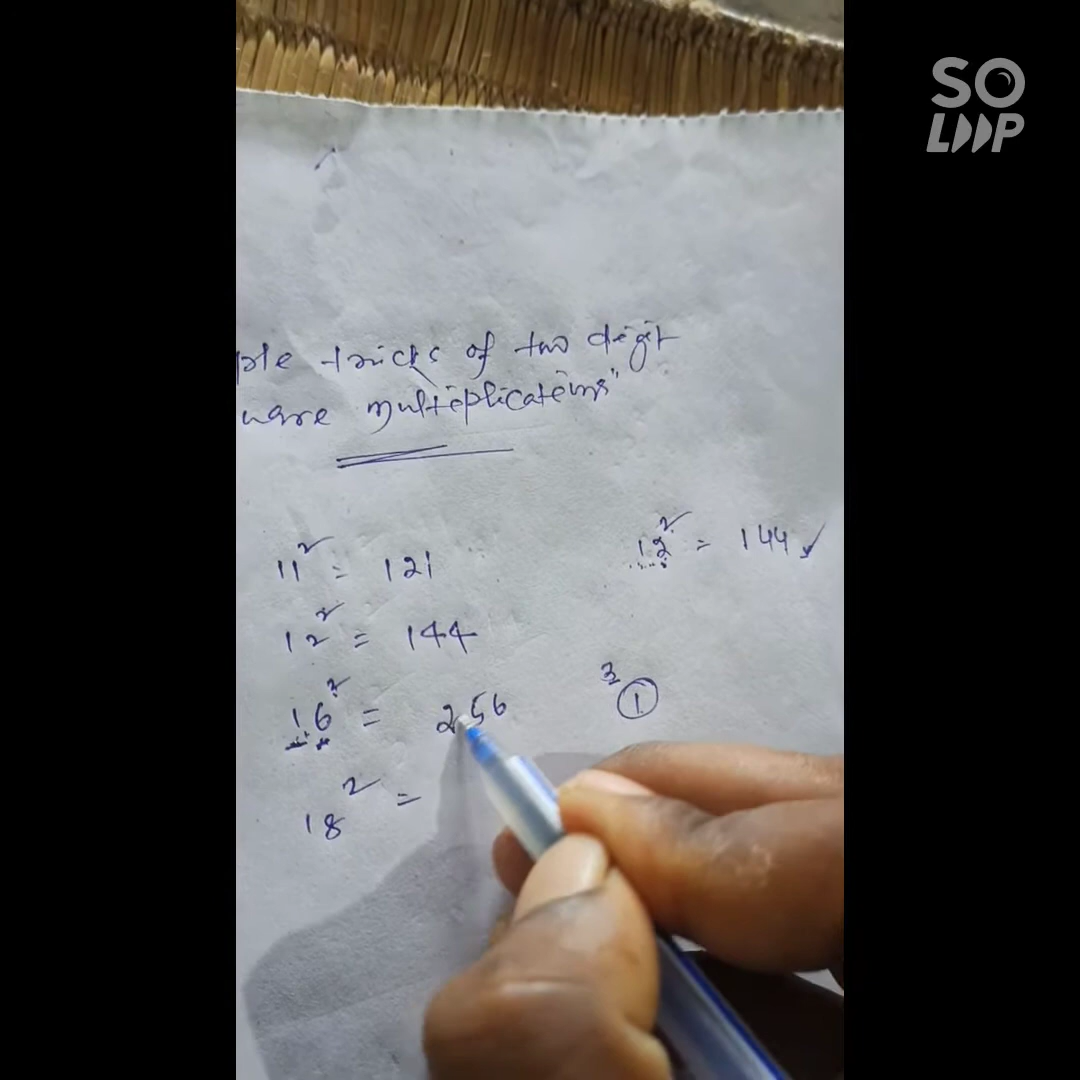 SO
LOOP
ple tricks of two digit
uare multeplicateins"
11² = 121
12² = 144 ✓
12² = 144
16² = 256
3 1
18² =